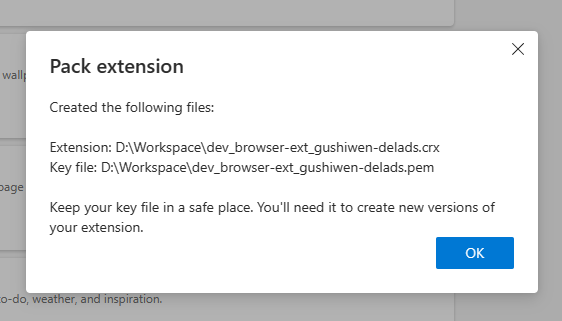 wallp
Pack extension
Created the following files:
Extension: D:\Workspace\dev_browser-ext_gushiwen-delads.crx
Key file: D:\Workspace\dev_browser-ext_gushiwen-delads.pem
page
Keep your key file in a safe place. You'll need it to create new versions of
your extension.
OK
to-do, weather, and inspiration.